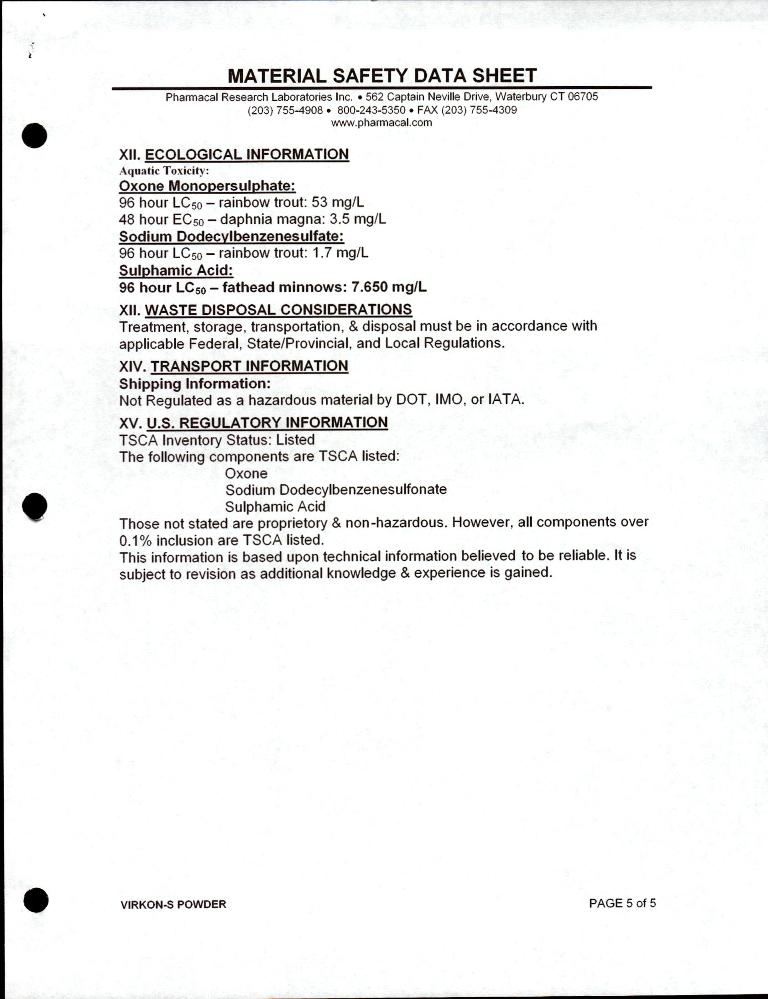 MATERIAL SAFETY DATA SHEET
Pharmacal Research Laboratories Inc. • 562 Captain Neville Drive, Waterbury CT 06705
(203) 755-4908 • 800-243-5350 • FAX (203) 755-4309
www.pharmacal.com
XII. ECOLOGICAL INFORMATION
Aquatic Toxicity:
Oxone Monopersulphate:
96 hour LC50 – rainbow trout: 53 mg/L
48 hour EC50 – daphnia magna: 3.5 mg/L
Sodium Dodecylbenzenesulfate:
96 hour LC50 – rainbow trout: 1.7 mg/L
Sulphamic Acid:
96 hour LC50 – fathead minnows: 7.650 mg/L
XII. WASTE DISPOSAL CONSIDERATIONS
Treatment, storage, transportation, & disposal must be in accordance with
applicable Federal, State/Provincial, and Local Regulations.
XIV. TRANSPORT INFORMATION
Shipping Information:
Not Regulated as a hazardous material by DOT, IMO, or IATA.
XV. U.S. REGULATORY INFORMATION
TSCA Inventory Status: Listed
The following components are TSCA listed:
Oxone
Sodium Dodecylbenzenesulfonate
Sulphamic Acid
Those not stated are proprietory & non-hazardous. However, all components over
0.1% inclusion are TSCA listed.
This information is based upon technical information believed to be reliable. It is
subject to revision as additional knowledge & experience is gained.
VIRKON-S POWDER
PAGE 5 of 5